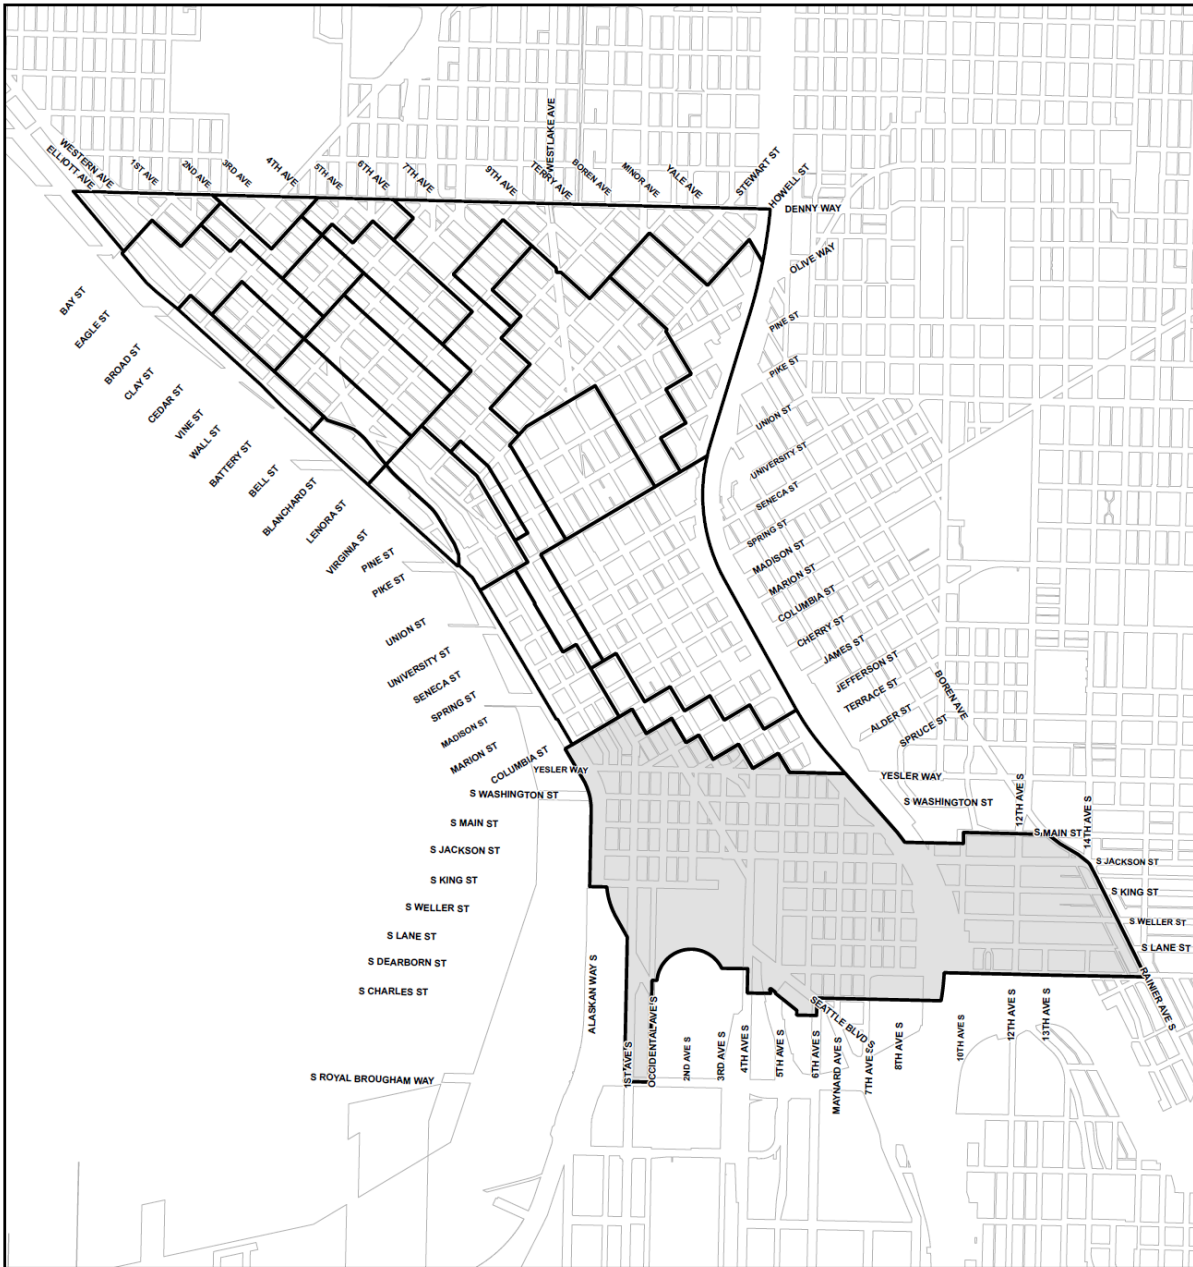 WESTLAKE AVE
WESTERN AVE
ELLIOTT AVE
1ST AVE
2ND AVE
3RD AVE
4TH AVE
5TH AVE
6TH AVE
7TH AVE
9TH AVE
TERRY AVE
BOREN AVE
MINOR AVE
YALE AVE
STEWART ST
HOWELL ST
DENNY WAY
OLIVE WAY
PINE ST
PIKE ST
UNION ST
UNIVERSITY ST
SENECA ST
SPRING ST
MADISON ST
MARION ST
COLUMBIA ST
CHERRY ST
JAMES ST
JEFFERSON ST
TERRACE ST
ALDER ST
SPRUCE ST
BOREN AVE
BAY ST
EAGLE ST
BROAD ST
CLAY ST
CEDAR ST
VINE ST
WALL ST
BATTERY ST
BELL ST
BLANCHARD ST
LENORA ST
VIRGINIA ST
PINE ST
PIKE ST
UNION ST
UNIVERSITY ST
SENECA ST
SPRING ST
MADISON ST
MARION ST
COLUMBIA ST
YESLER WAY
S WASHINGTON ST
S MAIN ST
S JACKSON ST
S KING ST
S WELLER ST
S LANE ST
S DEARBORN ST
S CHARLES ST
S ROYAL BROUGHAM WAY
YESLER WAY
S WASHINGTON ST
12TH AVE S
14TH AVE S
S MAIN ST
S JACKSON ST
S KING ST
S WELLER ST
S LANE ST
RAINIER AVE S
ALASKAN WAY S
1ST AVE S
OCCIDENTAL AVE S
2ND AVE S
3RD AVE S
4TH AVE S
5TH AVE S
6TH AVE S
MAYNARD AVE S
SEATTLE BLVD S
7TH AVE S
8TH AVE S
10TH AVE S
12TH AVE S
13TH AVE S